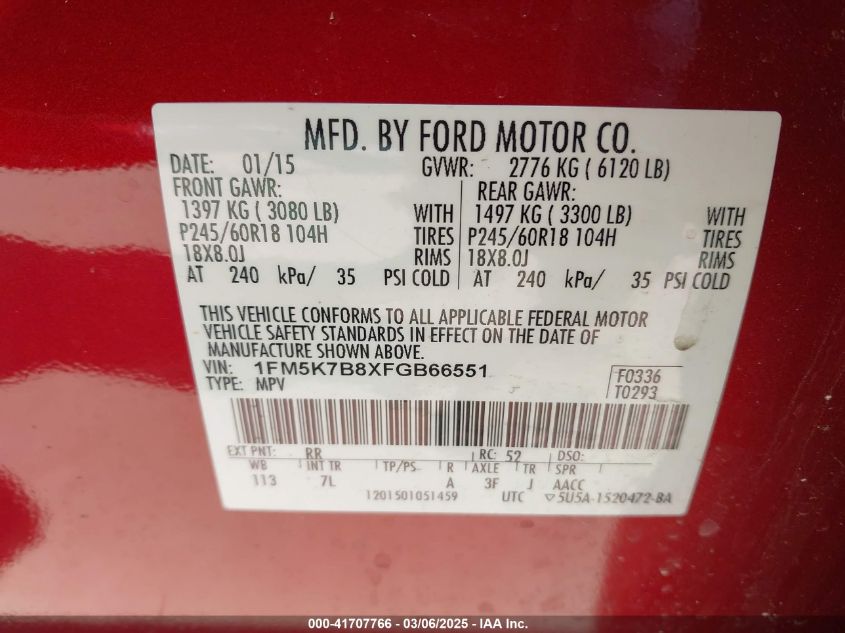 MFD. BY FORD MOTOR CO.
DATE: 01/15 GVWR: 2776 KG ( 6120 LB)
FRONT GAWR: REAR GAWR:
1397 KG ( 3080 LB) WITH 1497 KG ( 3300 LB) WITH
P245/60R18 104H TIRES P245/60R18 104H TIRES
18X8.0J RIMS 18X8.0J RIMS
AT 240 kPa/ 35 PSI COLD AT 240 kPa/ 35 PSI COLD
THIS VEHICLE CONFORMS TO ALL APPLICABLE FEDERAL MOTOR
VEHICLE SAFETY STANDARDS IN EFFECT ON THE DATE OF
MANUFACTURE SHOWN ABOVE.
VIN: 1FM5K7B8XFGB66551 F0336
TYPE: MPV T0293
EXT PNT: RR RC: 52 DSO:
WB INT TR TP/PS R AXLE TR SPR
113 7L A 3F J AACC
1201501051459 UTC ▽5U5A-1520472-BA
000-41707766 - 03/06/2025 - IAA Inc.